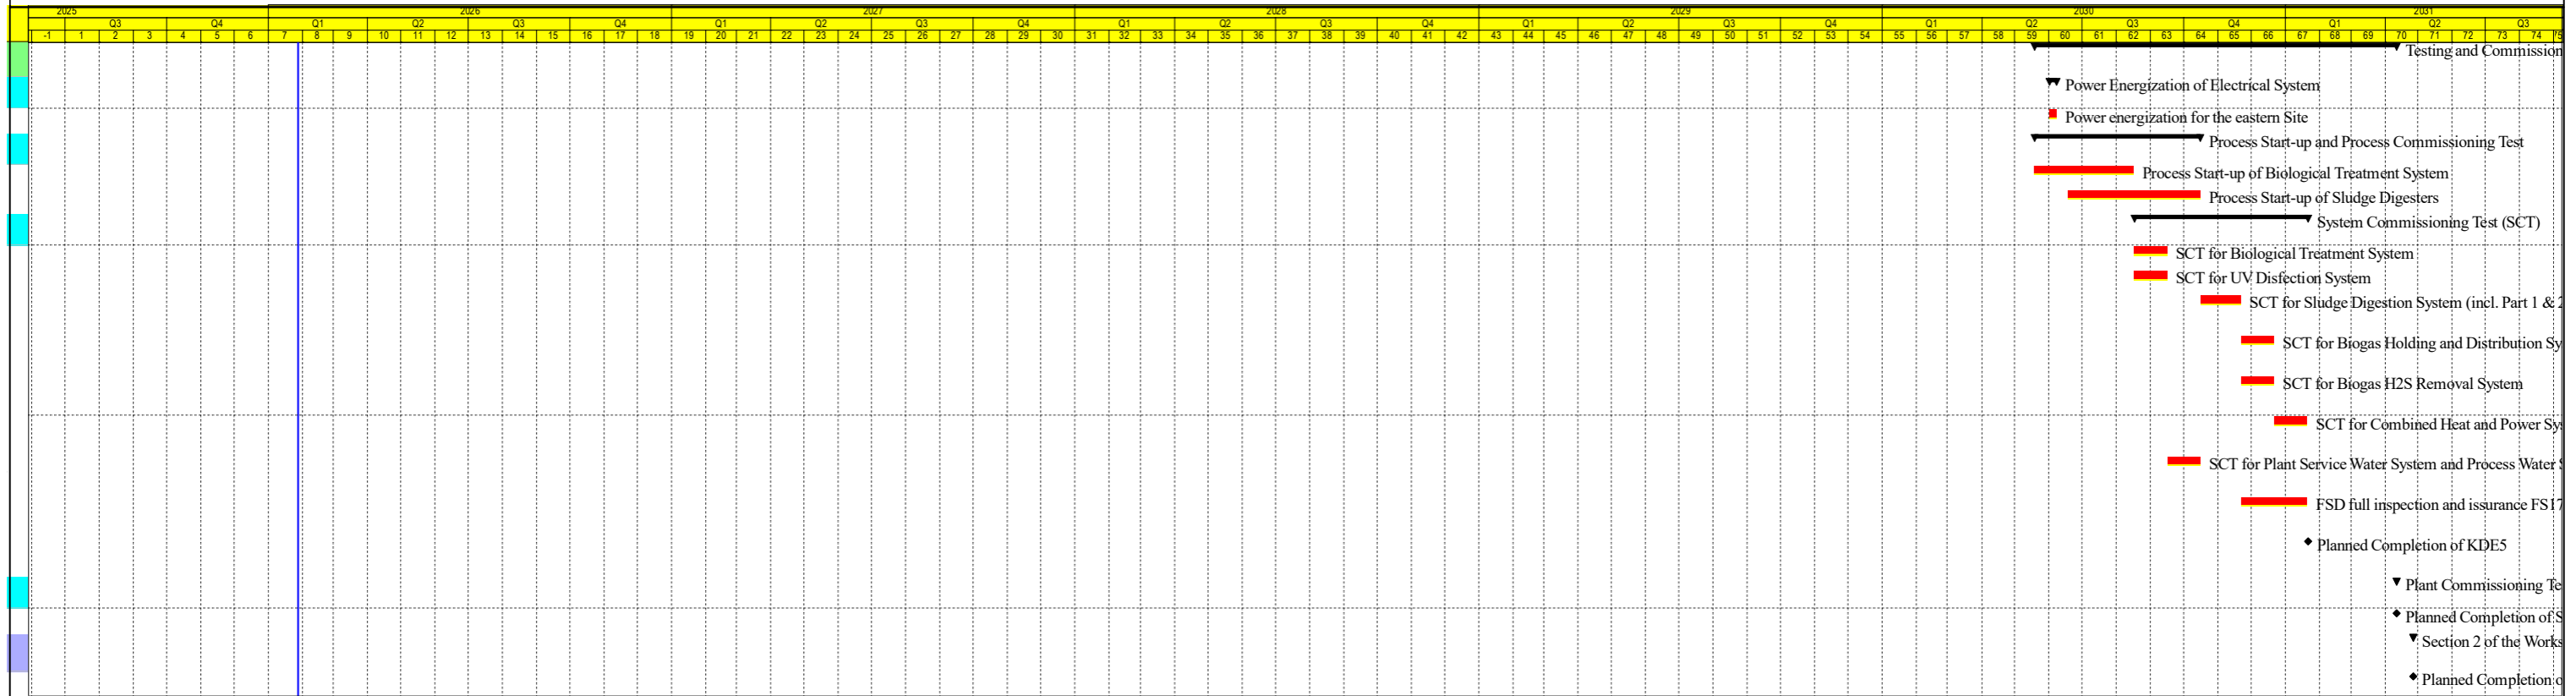 2025 2026 2027 2028 2029 2030 2031
Q3 Q4 Q1 Q2 Q3 Q4 Q1 Q2 Q3 Q4 Q1 Q2 Q3 Q4 Q1 Q2 Q3 Q4 Q1 Q2 Q3 Q4 Q1 Q2 Q3
-1 1 2 3 4 5 6 7 8 9 10 11 12 13 14 15 16 17 18 19 20 21 22 23 24 25 26 27 28 29 30 31 32 33 34 35 36 37 38 39 40 41 42 43 44 45 46 47 48 49 50 51 52 53 54 55 56 57 58 59 60 61 62 63 64 65 66 67 68 69 70 71 72 73 74 75
Testing and Commission
Power Energization of Electrical System
Power energization for the eastern Site
Process Start-up and Process Commissioning Test
Process Start-up of Biological Treatment System
Process Start-up of Sludge Digesters
System Commissioning Test (SCT)
SCT for Biological Treatment System
SCT for UV Disfection System
SCT for Sludge Digestion System (incl. Part 1 & 2
SCT for Biogas Holding and Distribution Sy
SCT for Biogas H2S Removal System
SCT for Combined Heat and Power Sys
SCT for Plant Service Water System and Process Water S
FSD full inspection and issurance FS17
Planned Completion of KDE5
Plant Commissioning Te
Planned Completion of S
Section 2 of the Works
Planned Completion o